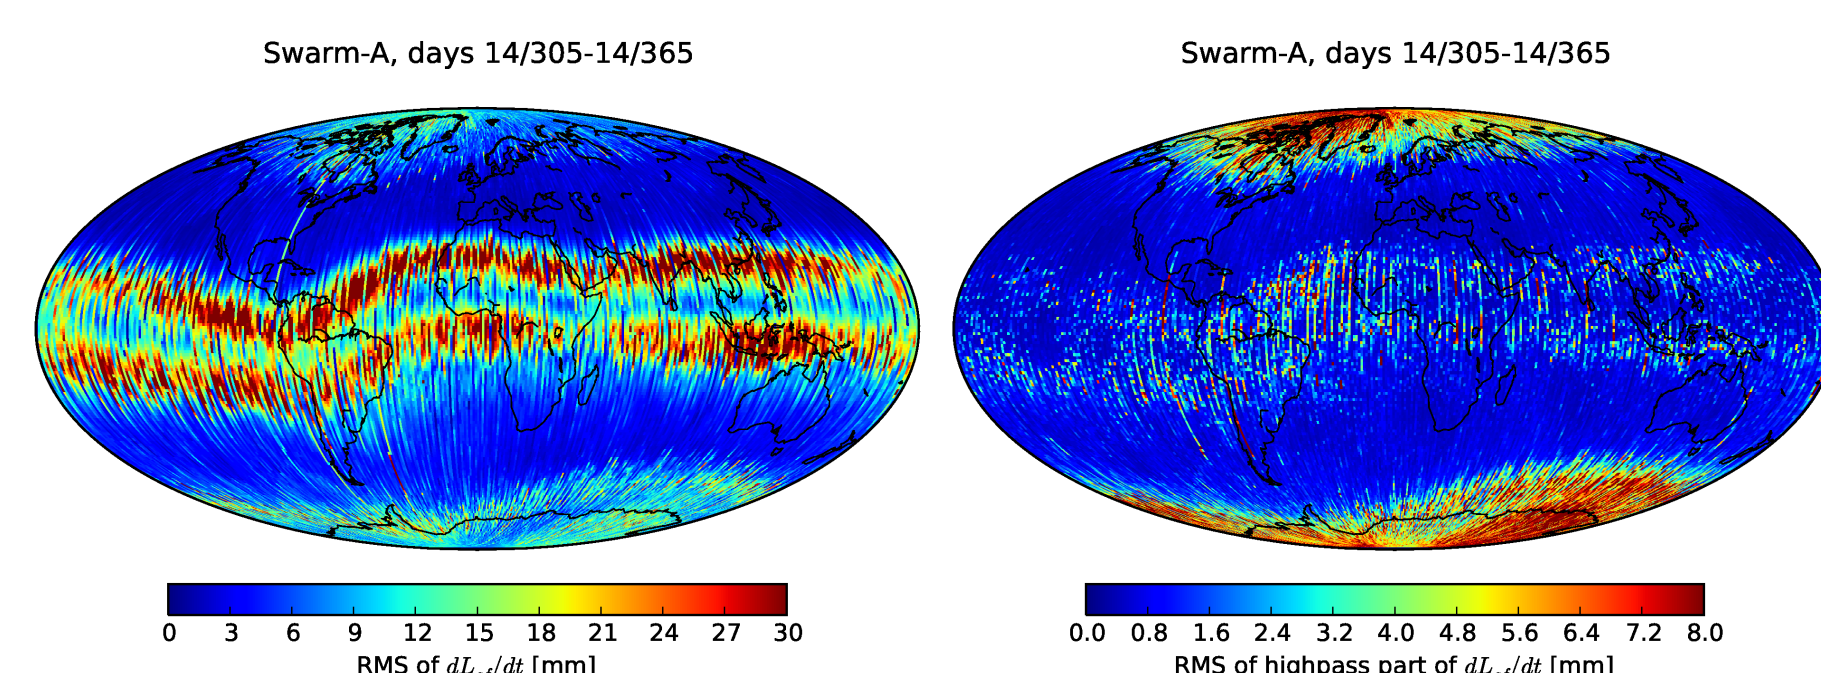 Swarm-A, days 14/305-14/365
Swarm-A, days 14/305-14/365
0 3 6 9 12 15 18 21 24 27 30
0.0 0.8 1.6 2.4 3.2 4.0 4.8 5.6 6.4 7.2 8.0
RMS of dL_gf/dt [mm]
RMS of highpass part of dL_gf/dt [mm]